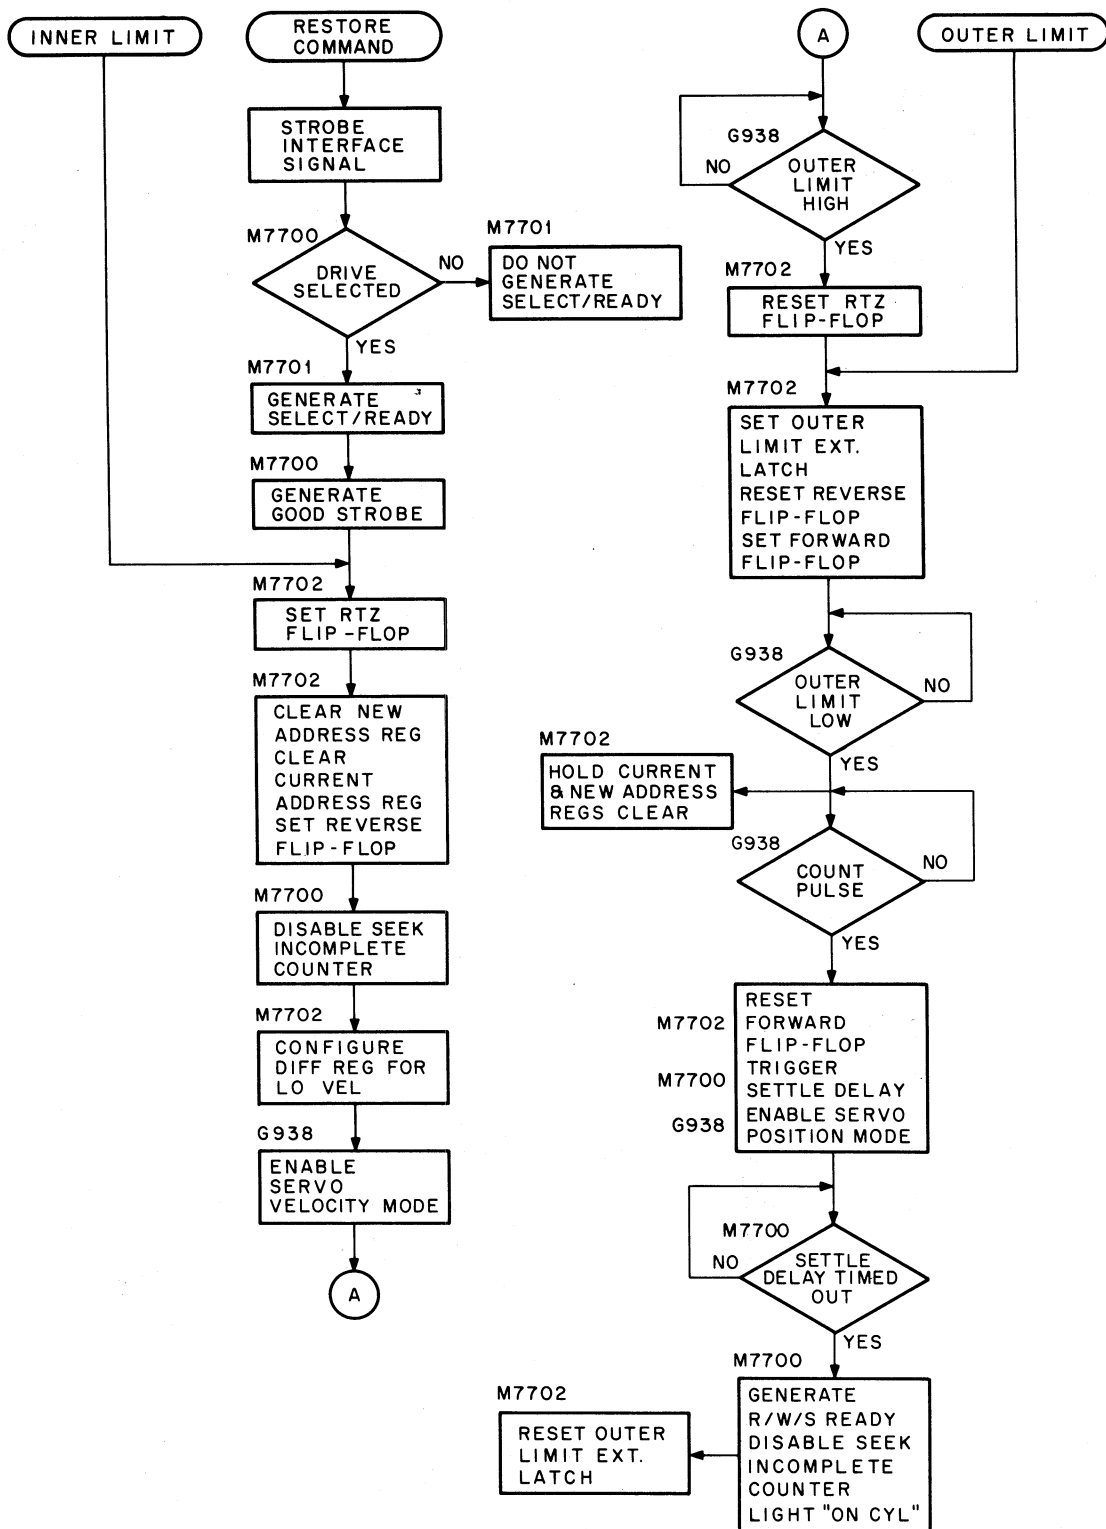 INNER LIMIT
RESTORE
COMMAND
STROBE
INTERFACE
SIGNAL
M7700
DRIVE
SELECTED
NO
M7701
DO NOT
GENERATE
SELECT/READY
YES
M7701
GENERATE
SELECT/READY
M7700
GENERATE
GOOD STROBE
M7702
SET RTZ
FLIP-FLOP
M7702
CLEAR NEW
ADDRESS REG
CLEAR
CURRENT
ADDRESS REG
SET REVERSE
FLIP-FLOP
M7700
DISABLE SEEK
INCOMPLETE
COUNTER
M7702
CONFIGURE
DIFF REG FOR
LO VEL
G938
ENABLE
SERVO
VELOCITY MODE
A
A
OUTER LIMIT
G938
NO
OUTER
LIMIT
HIGH
YES
M7702
RESET RTZ
FLIP-FLOP
M7702
SET OUTER
LIMIT EXT.
LATCH
RESET REVERSE
FLIP-FLOP
SET FORWARD
FLIP-FLOP
G938
OUTER
LIMIT
LOW
NO
YES
M7702
HOLD CURRENT
& NEW ADDRESS
REGS CLEAR
G938
COUNT
PULSE
NO
YES
RESET
M7702 FORWARD
FLIP-FLOP
TRIGGER
M7700 SETTLE DELAY
G938 ENABLE SERVO
POSITION MODE
M7700
NO
SETTLE
DELAY TIMED
OUT
YES
M7700
GENERATE
R/W/S READY
DISABLE SEEK
INCOMPLETE
COUNTER
LIGHT "ON CYL"
M7702
RESET OUTER
LIMIT EXT.
LATCH